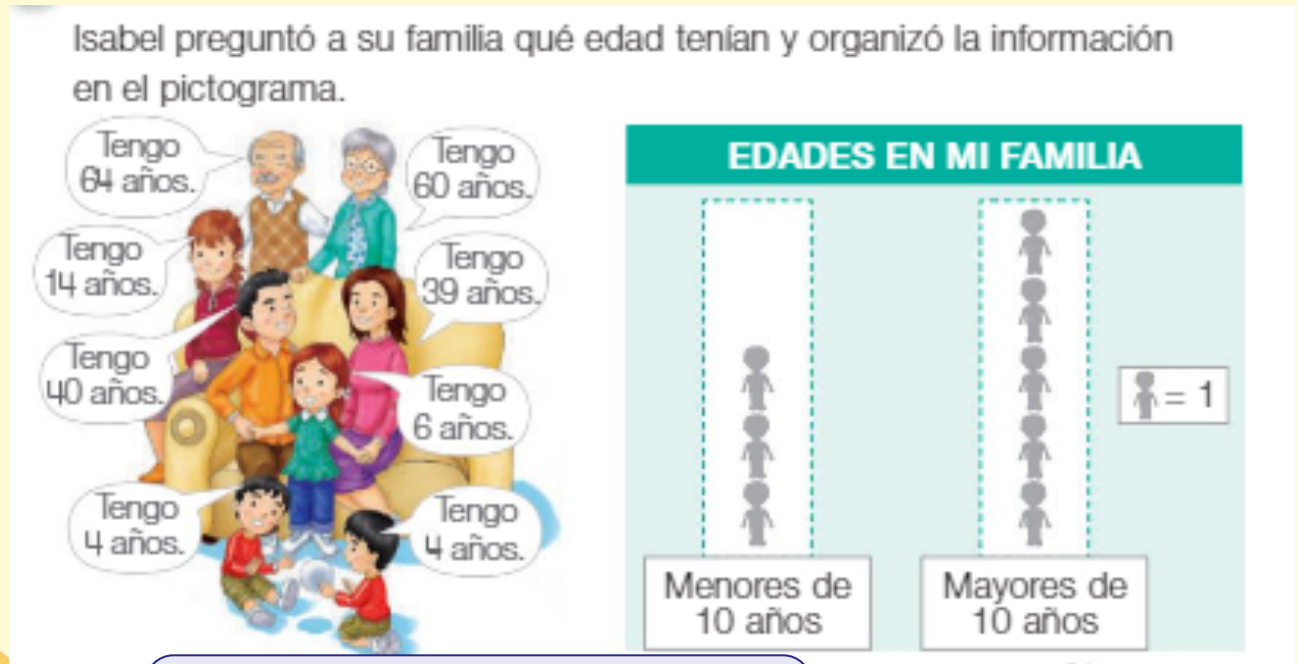 Isabel preguntó a su familia qué edad tenían y organizó la información
en el pictograma.
Tengo
64 años.
Tengo
60 años.
Tengo
14 años.
Tengo
39 años.
Tengo
40 años.
Tengo
6 años.
Tengo
4 años.
Tengo
4 años.
EDADES EN MI FAMILIA
= 1
Menores de
10 años
Mayores de
10 años